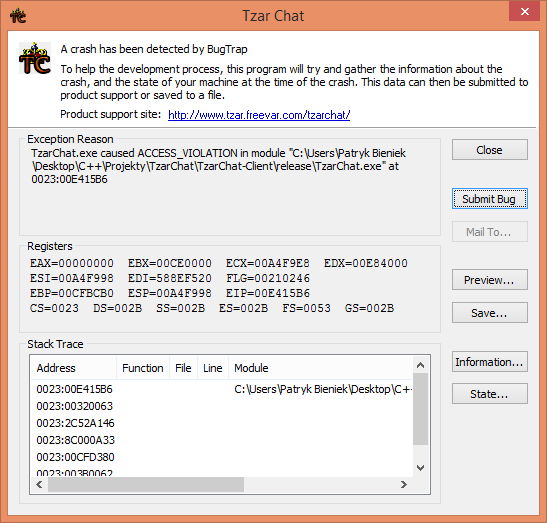 Tzar Chat
TC
A crash has been detected by BugTrap
To help the development process, this program will try and gather the information about the
crash, and the state of your machine at the time of the crash. This data can then be submitted to
product support or saved to a file.
Product support site: http://www.tzar.freevar.com/tzarchat/
Exception Reason
TzarChat.exe caused ACCESS_VIOLATION in module "C:\Users\Patryk Bieniek
\Desktop\C++\Projekty\TzarChat\TzarChat-Client\release\TzarChat.exe" at
0023:00E415B6
Close
Submit Bug
Mail To...
Registers
EAX=00000000 EBX=00CE0000 ECX=00A4F9E8 EDX=00E84000
ESI=00A4F998 EDI=588EF520 FLG=00210246
EBP=00CFBCB0 ESP=00A4F998 EIP=00E415B6
CS=0023 DS=002B SS=002B ES=002B FS=0053 GS=002B
Preview...
Save...
Stack Trace
Address Function File Line Module
0023:00E415B6 C:\Users\Patryk Bieniek\Desktop\C+
0023:00320063
0023:2C52A146
0023:8C000A33
0023:00CFD380
0023:003B0062
Information...
State...